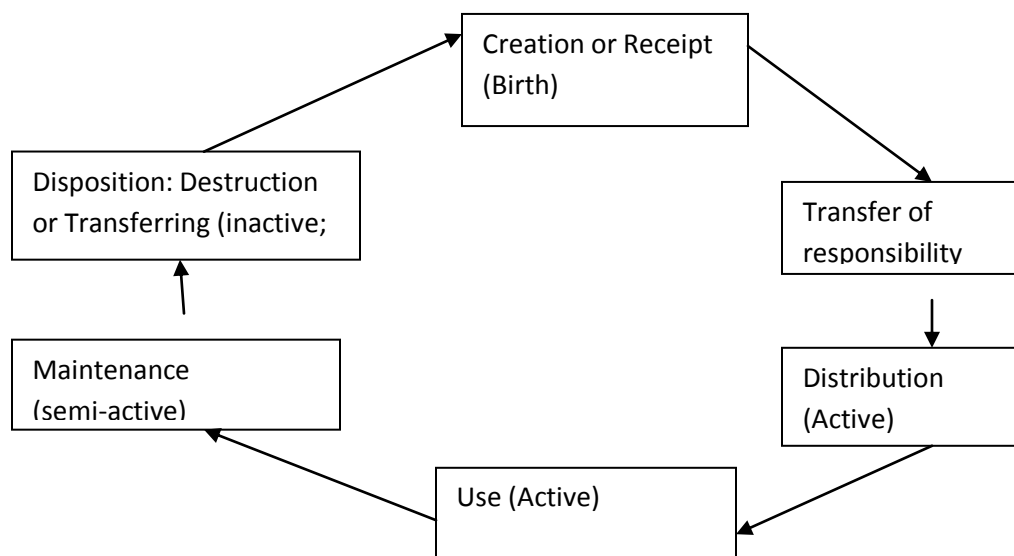 Creation or Receipt
(Birth)
Transfer of
responsibility
Distribution
(Active)
Use (Active)
Maintenance
(semi-active)
Disposition: Destruction
or Transferring (inactive;